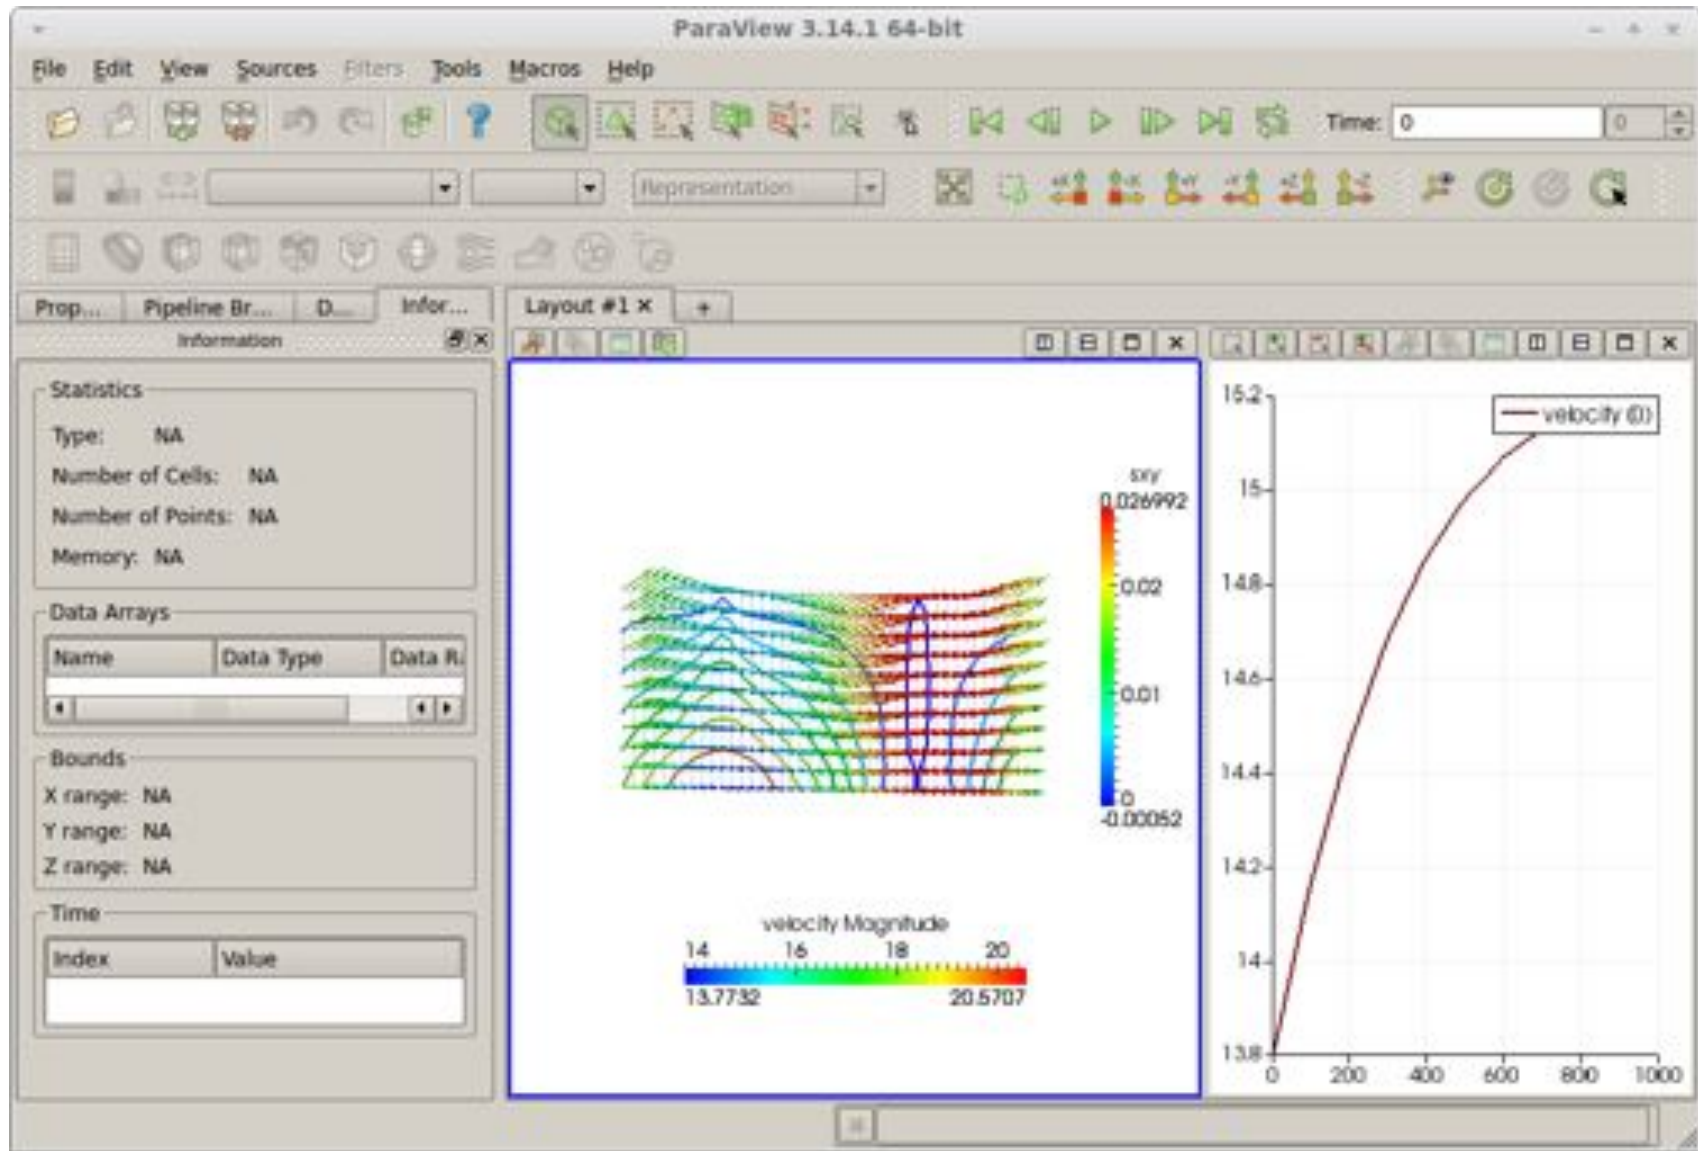 ParaView 3.14.1 64-bit
File Edit View Sources Filters Tools Macros Help
Time: 0 0
Representation
Prop... Pipeline Br... D... Infor...
Information
Statistics
Type: NA
Number of Cells: NA
Number of Points: NA
Memory: NA
Data Arrays
Name Data Type Data R
Bounds
X range: NA
Y range: NA
Z range: NA
Time
Index Value
Layout #1 +
sxy
0.026992
0.02
0.01
0
-0.00052
velocity Magnitude
14 16 18 20
13.7732 20.5707
velocity (0)
15.2
15
14.8
14.6
14.4
14.2
14
13.8
0 200 400 600 800 1000